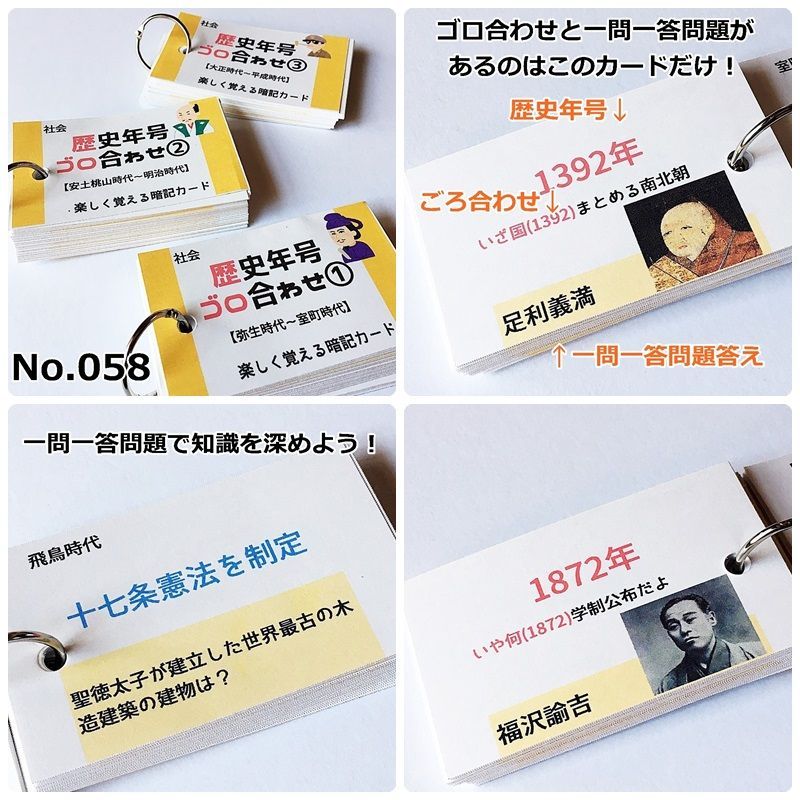 社会
歴史年号
ゴロ合わせ③
【大正時代〜平成時代】
楽しく覚える暗記カード
社会
歴史年号
ゴロ合わせ②
【安土桃山時代〜明治時代】
楽しく覚える暗記カード
社会
歴史年号
ゴロ合わせ①
【弥生時代〜室町時代】
楽しく覚える暗記カード
No.058
ゴロ合わせと一問一答問題が
あるのはこのカードだけ！
歴史年号↓
室町
1392年
ごろ合わせ↓
いざ国(1392)まとめる南北朝
足利義満
↑一問一答問題答え
一問一答問題で知識を深めよう！
飛鳥時代
十七条憲法を制定
聖徳太子が建立した世界最古の木
造建築の建物は？
1872年
いや何(1872)学制公布だよ
福沢諭吉